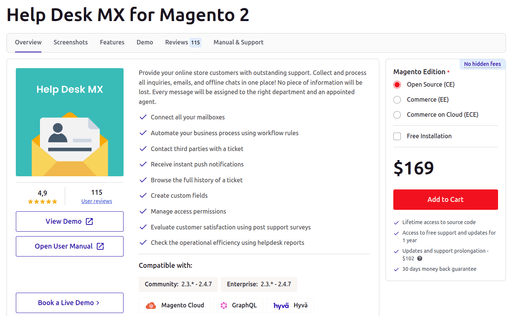 Help Desk MX for Magento 2
Overview
Screenshots
Features
Demo
Reviews 115
Manual & Support
Help Desk MX
4,9
115
User reviews
View Demo
Open User Manual
Book a Live Demo >
Provide your online store customers with outstanding support. Collect and process
all inquiries, emails, and offline chats in one place! No piece of information will be
lost. Every message will be assigned to the right department and an appointed
agent.
Connect all your mailboxes
Automate your business process using workflow rules
Contact third parties with a ticket
Receive instant push notifications
Browse the full history of a ticket
Create custom fields
Manage access permissions
Evaluate customer satisfaction using post support surveys
Check the operational efficiency using helpdesk reports
Compatible with:
Community: 2.3.* - 2.4.7
Enterprise: 2.3.* - 2.4.7
Magento Cloud
GraphQL
hyvä Hyvä
No hidden fees
Magento Edition *
Open Source (CE)
Commerce (EE)
Commerce on Cloud (ECE)
Free Installation
$169
Add to Cart
Lifetime access to source code
Access to free support and updates for
1 year
Updates and support prolongation -
$102 ?
30 days money back guarantee